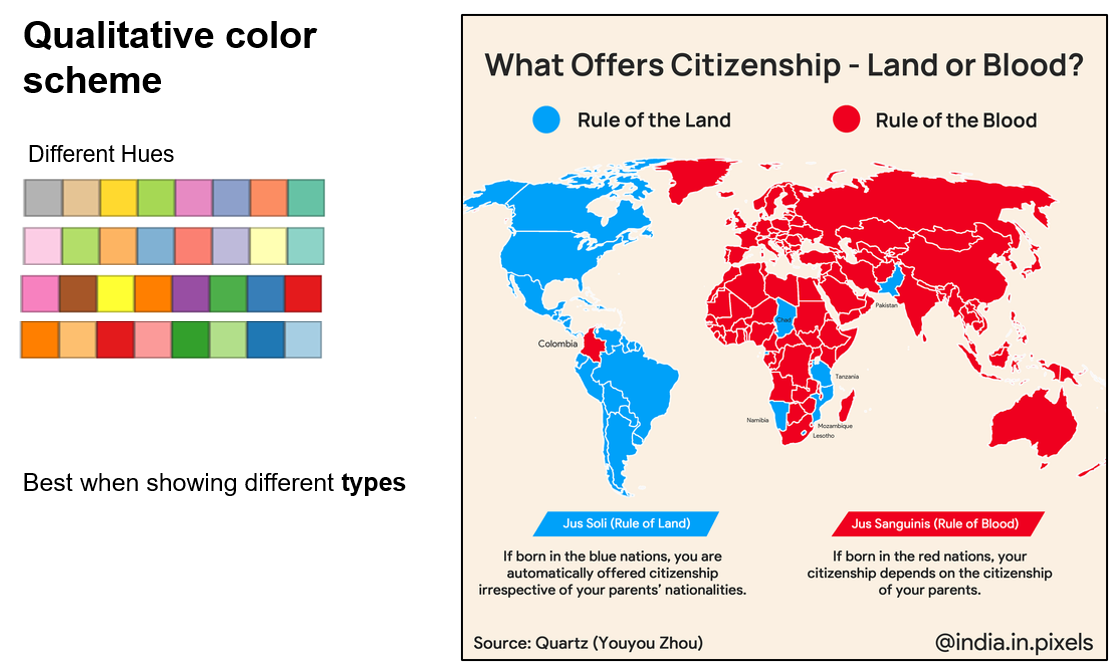 Qualitative color
scheme
Different Hues
Best when showing different types
What Offers Citizenship - Land or Blood?
Rule of the Land
Rule of the Blood
Pakistan
Chad
Colombia
Tanzania
Namibia
Mozambique
Lesotho
Jus Soli (Rule of Land)
If born in the blue nations, you are
automatically offered citizenship
irrespective of your parents’ nationalities.
Jus Sanguinis (Rule of Blood)
If born in the red nations, your
citizenship depends on the citizenship
of your parents.
Source: Quartz (Youyou Zhou)
@india.in.pixels